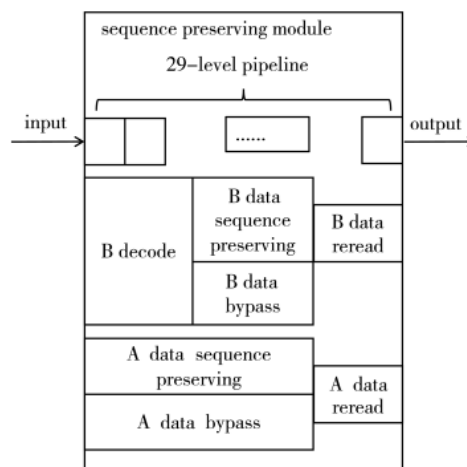 sequence preserving module
29-level pipeline
input
......
output
B decode
B data
sequence
preserving
B data
bypass
B data
reread
A data sequence
preserving
A data bypass
A data
reread